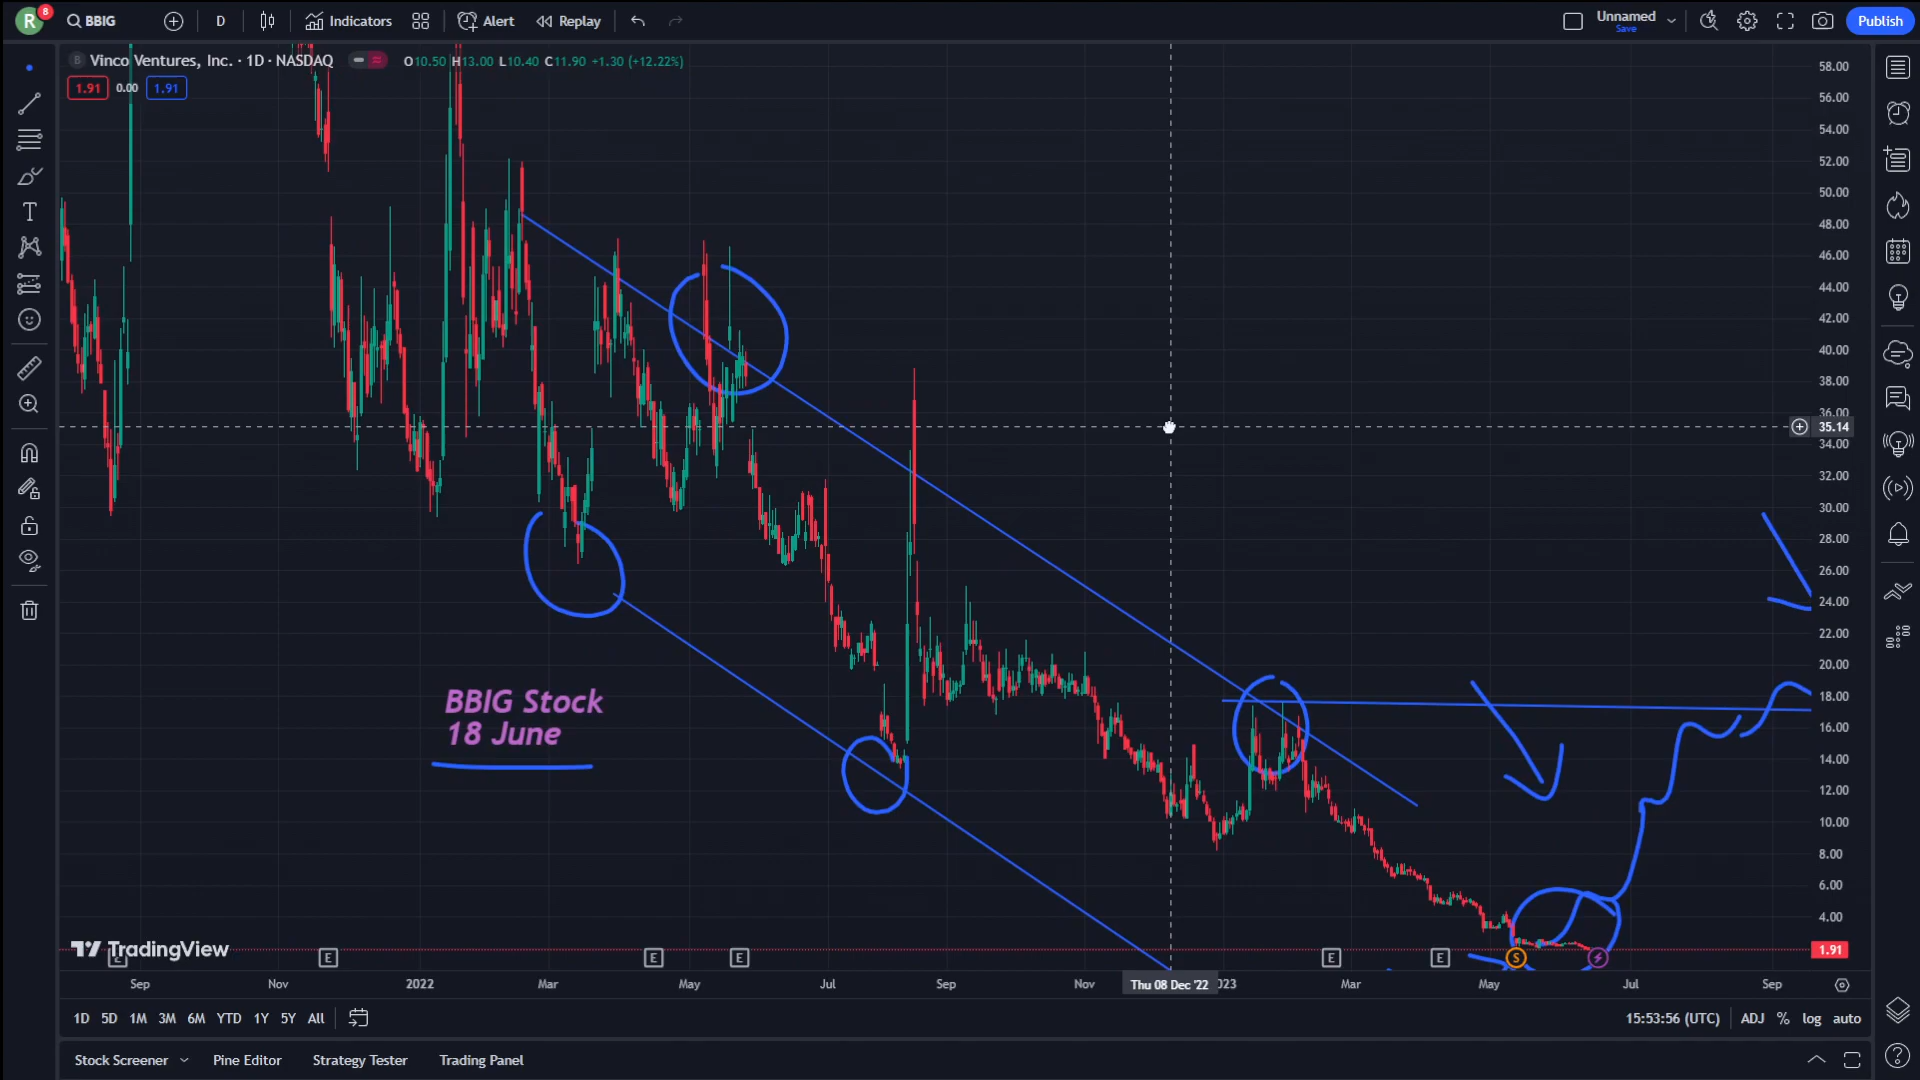 R
8
BBIG
D
Indicators
Alert
Replay
Unnamed
Save
Publish
Vinco Ventures, Inc. · 1D · NASDAQ
O10.50 H13.00 L10.40 C11.90 +1.30 (+12.22%)
1.91 0.00 1.91
58.00
56.00
54.00
52.00
50.00
48.00
46.00
44.00
42.00
40.00
38.00
36.00
35.14
34.00
32.00
30.00
28.00
26.00
24.00
22.00
20.00
18.00
16.00
14.00
12.00
10.00
8.00
6.00
4.00
1.91
BBIG Stock
18 June
TradingView
E E E E E E S
Sep Nov 2022 Mar May Jul Sep Nov Thu 08 Dec '22 023 Mar May Jul Sep
1D 5D 1M 3M 6M YTD 1Y 5Y All
15:53:56 (UTC) ADJ % log auto
Stock Screener Pine Editor Strategy Tester Trading Panel